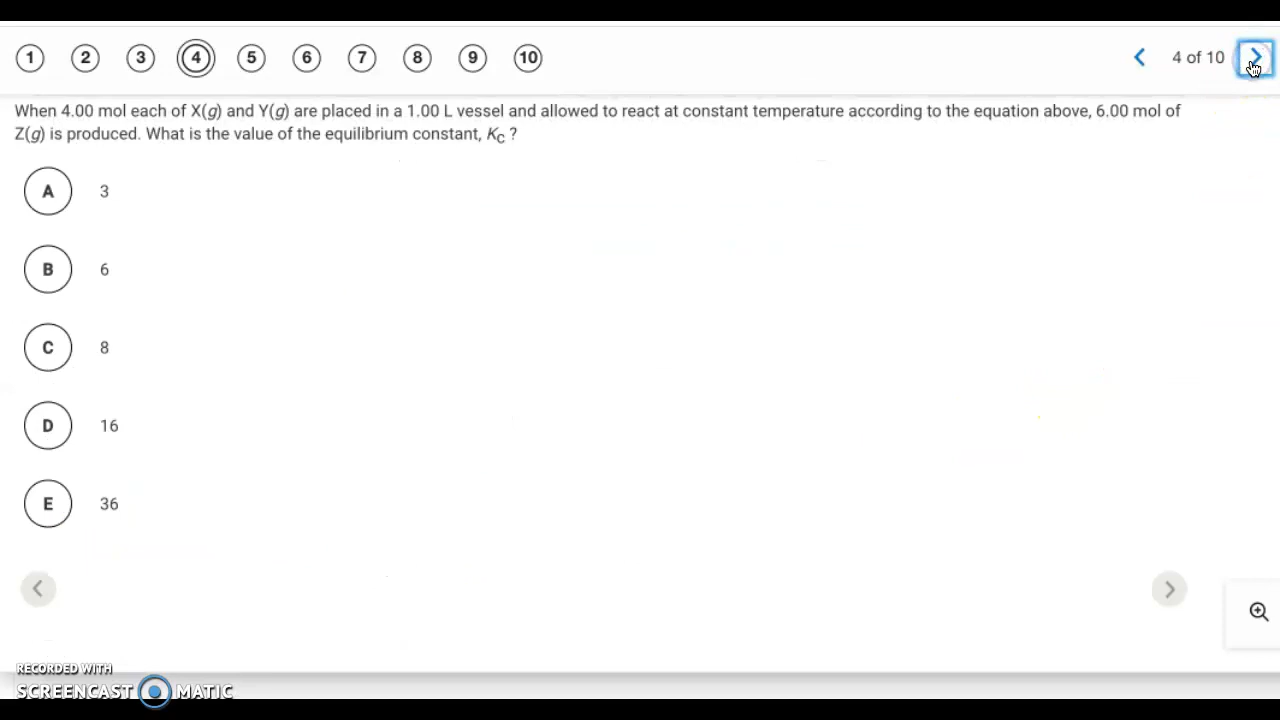 1 2 3 4 5 6 7 8 9 10 4 of 10
When 4.00 mol each of X(g) and Y(g) are placed in a 1.00 L vessel and allowed to react at constant temperature according to the equation above, 6.00 mol of
Z(g) is produced. What is the value of the equilibrium constant, KC ?
A 3
B 6
C 8
D 16
E 36
RECORDED WITH
SCREENCAST MATIC